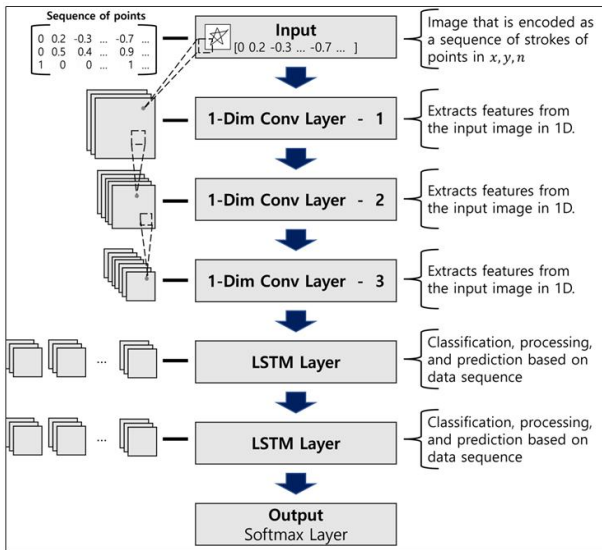 Sequence of points
0 0.2 -0.3 ... -0.7 ...
0 0.5 0.4 ... 0.9 ...
1 0 0 ... 1 ...
Input
[0 0.2 -0.3 ... -0.7 ... ]
Image that is encoded as
a sequence of strokes of
points in x, y, n
1-Dim Conv Layer - 1
Extracts features from
the input image in 1D.
1-Dim Conv Layer - 2
Extracts features from
the input image in 1D.
1-Dim Conv Layer - 3
Extracts features from
the input image in 1D.
...
LSTM Layer
Classification, processing,
and prediction based on
data sequence
...
LSTM Layer
Classification, processing,
and prediction based on
data sequence
Output
Softmax Layer